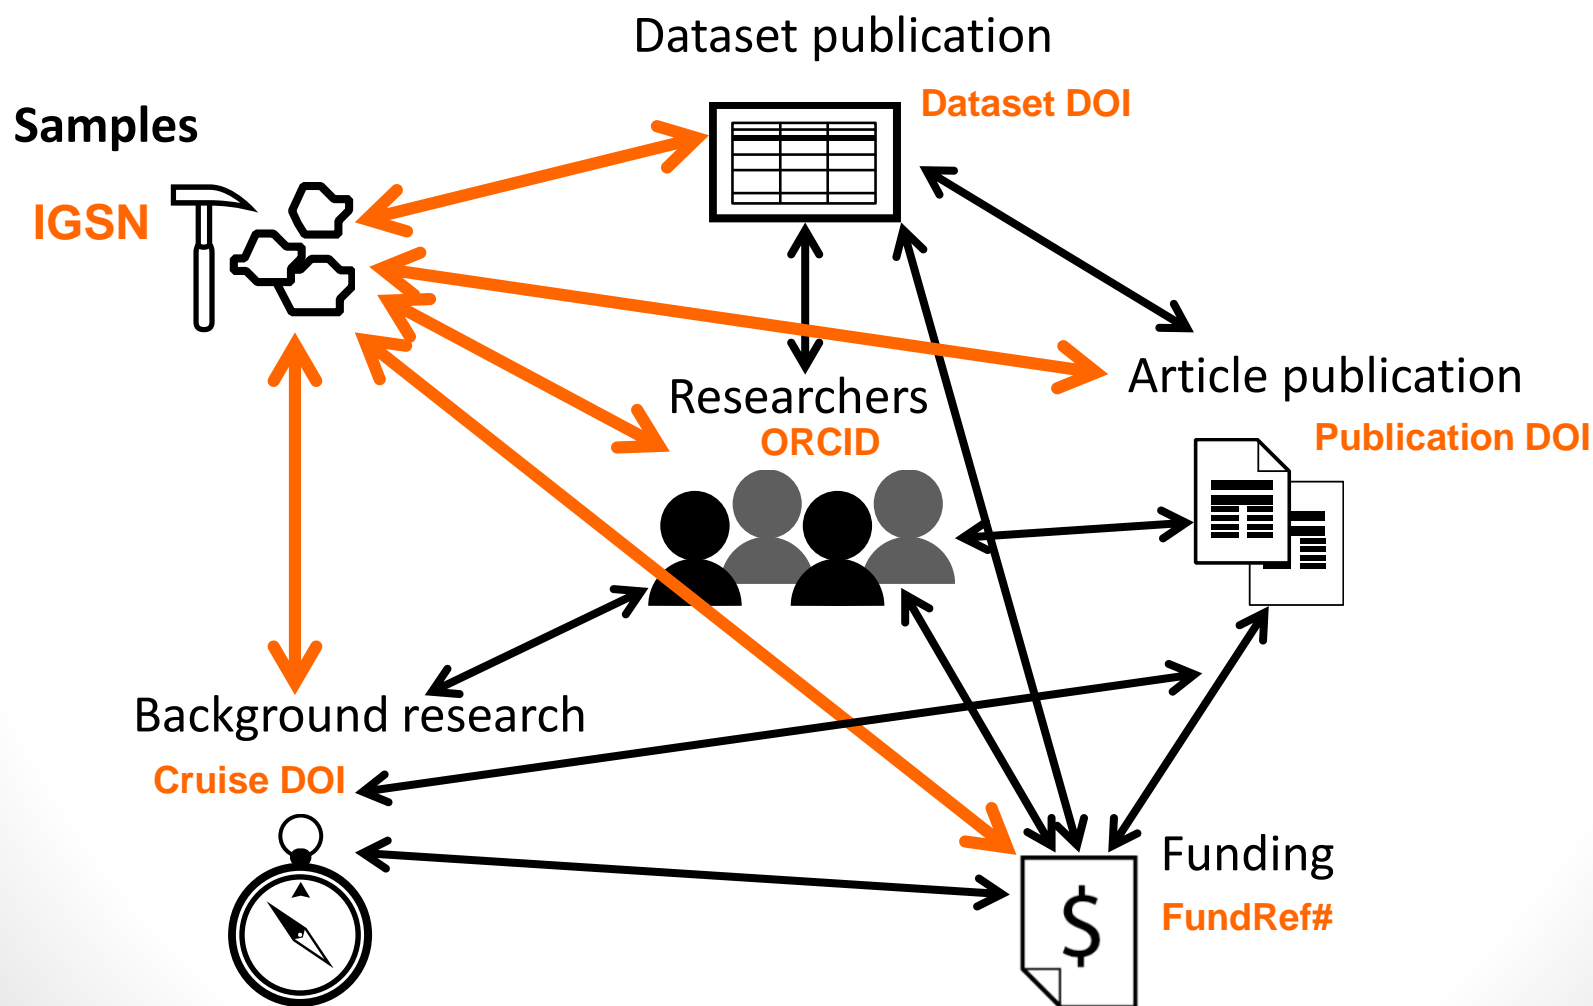 Dataset publication
Dataset DOI
Samples
IGSN
Article publication
Publication DOI
Researchers
ORCID
Background research
Cruise DOI
Funding
FundRef#
$